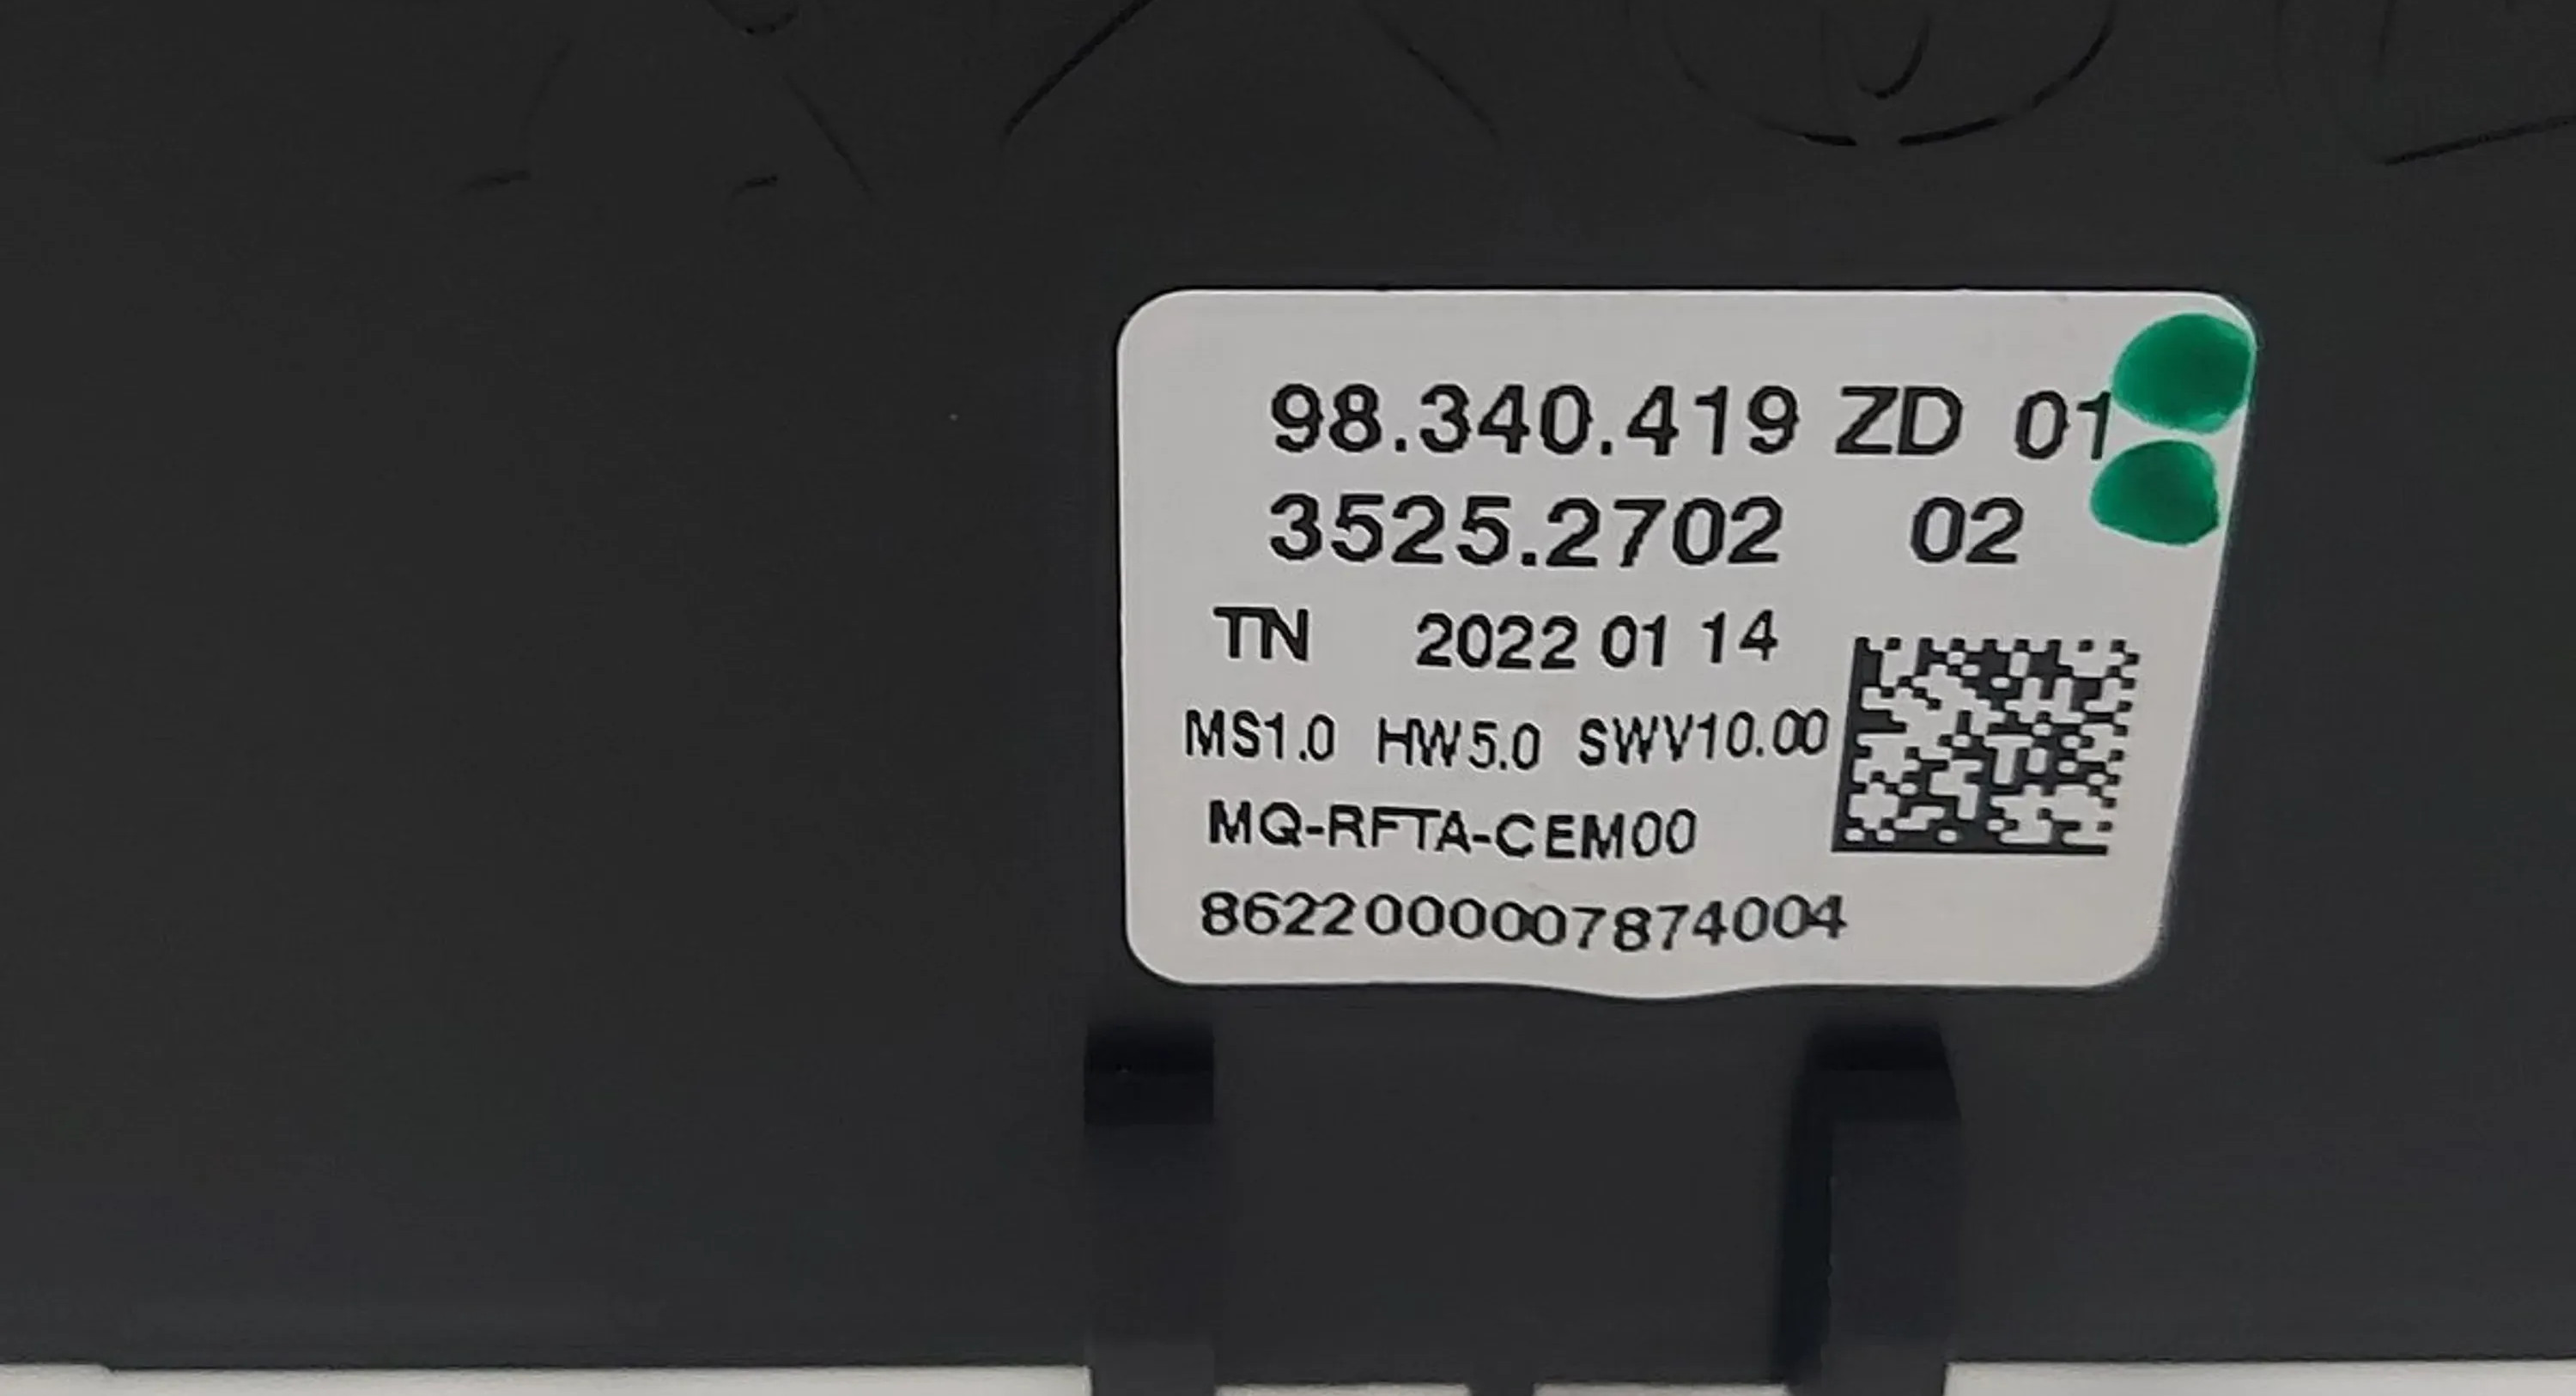 98.340.419 ZD 01
3525.2702 02
TN 2022 01 14
MS1.0 HW5.0 SWV10.00
MQ-RFTA-CEM00
8622000007874004